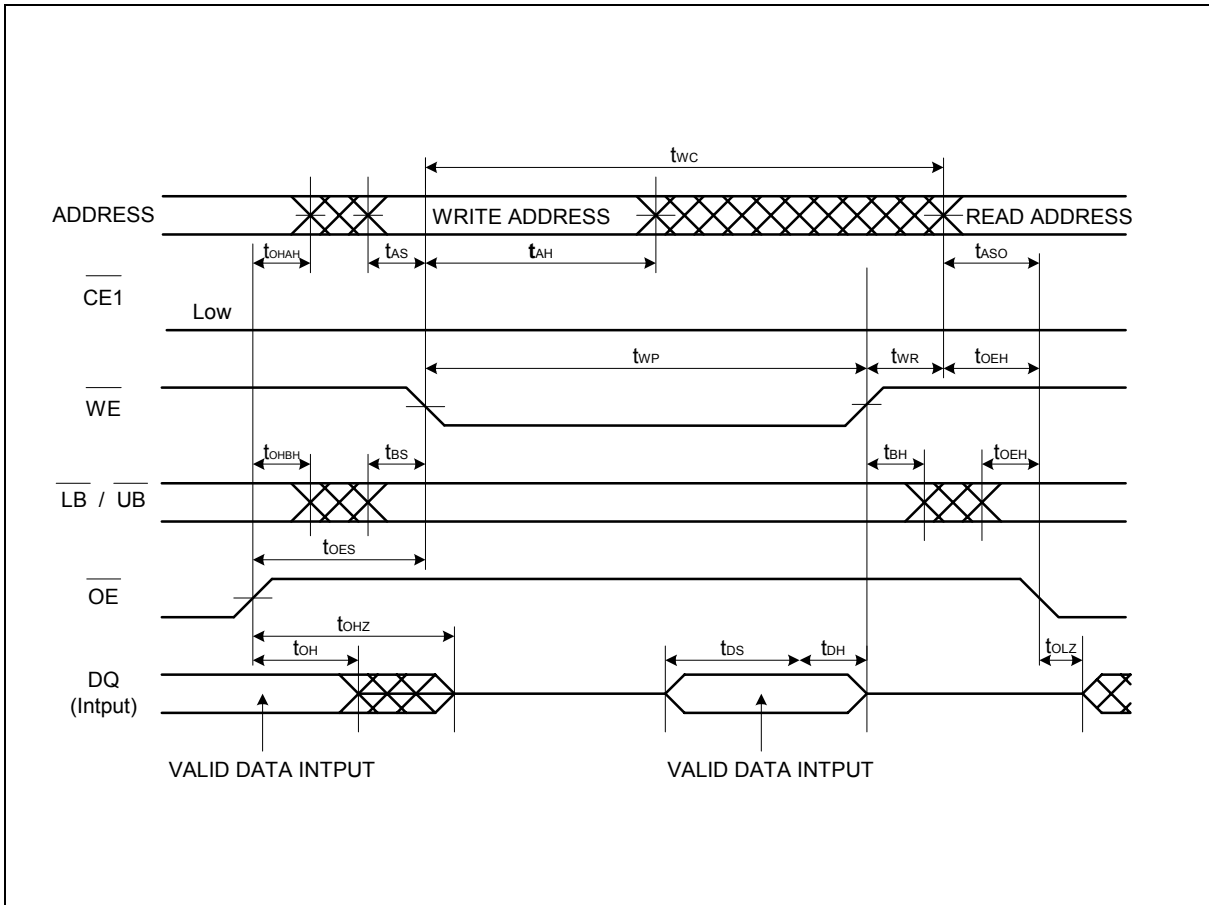 tWC
ADDRESS WRITE ADDRESS READ ADDRESS
tOHAH tAS tAH tASO
CE1
Low
tWP tWR tOEH
WE
tOHBH tBS tBH tOEH
LB / UB
tOES
OE
tOHZ
tOH tDS tDH tOLZ
DQ
(Intput)
VALID DATA INTPUT VALID DATA INTPUT